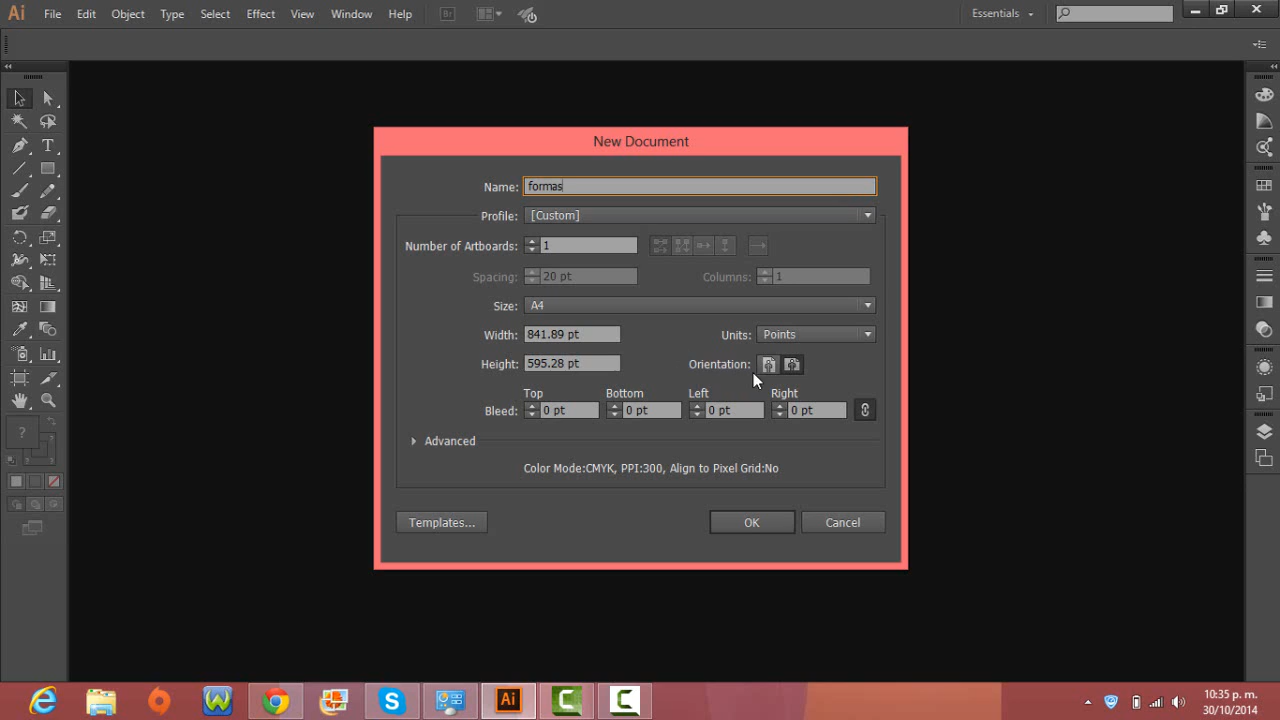 Ai File Edit Object Type Select Effect View Window Help Br Essentials
New Document
Name: formas
Profile: [Custom]
Number of Artboards: 1
Spacing: 20 pt Columns: 1
Size: A4
Width: 841.89 pt Units: Points
Height: 595.28 pt Orientation:
Top Bottom Left Right
Bleed: 0 pt 0 pt 0 pt 0 pt
Advanced
Color Mode:CMYK, PPI:300, Align to Pixel Grid:No
Templates... OK Cancel
?
Ai
10:35 p. m.
30/10/2014